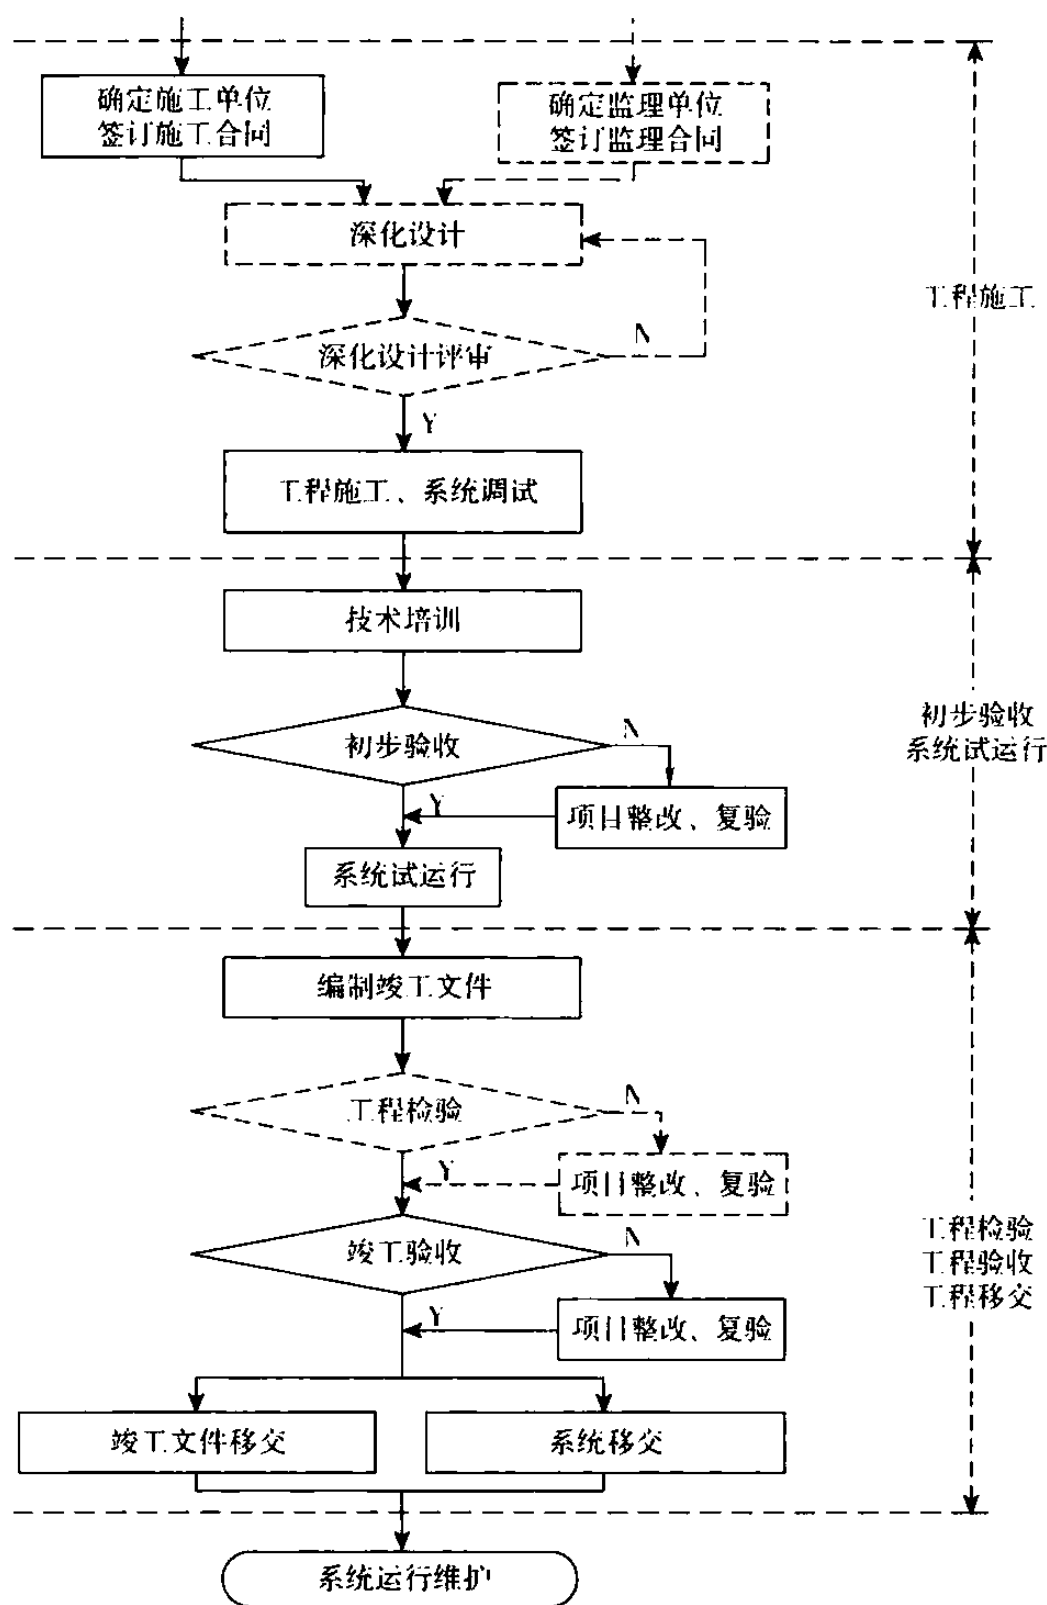 确定施工单位
签订施工合同
确定监理单位
签订监理合同
深化设计
工程施工
N
深化设计评审
Y
工程施工、系统调试
技术培训
初步验收
系统试运行
N
初步验收
Y
项目整改、复验
系统试运行
编制竣工文件
N
工程检验
Y
项目整改、复验
N
竣工验收
工程检验
工程验收
工程移交
Y
项目整改、复验
竣工文件移交
系统移交
系统运行维护